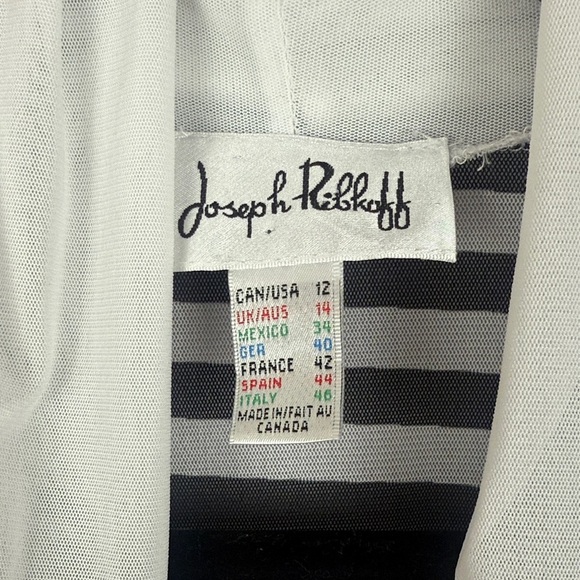 Joseph Ribkoff
CAN/USA 12
UK/AUS 14
MEXICO 34
GER 40
FRANCE 42
SPAIN 44
ITALY 46
MADE IN/FAIT AU
CANADA